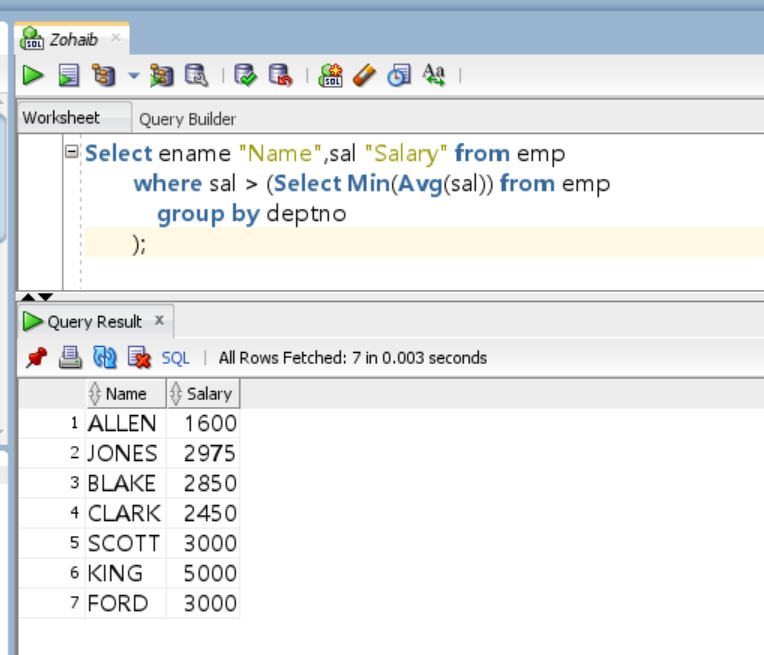 Zohaib
Worksheet Query Builder
Select ename "Name",sal "Salary" from emp
where sal > (Select Min(Avg(sal)) from emp
group by deptno
);
Query Result x
SQL | All Rows Fetched: 7 in 0.003 seconds
Name Salary
1 ALLEN 1600
2 JONES 2975
3 BLAKE 2850
4 CLARK 2450
5 SCOTT 3000
6 KING 5000
7 FORD 3000